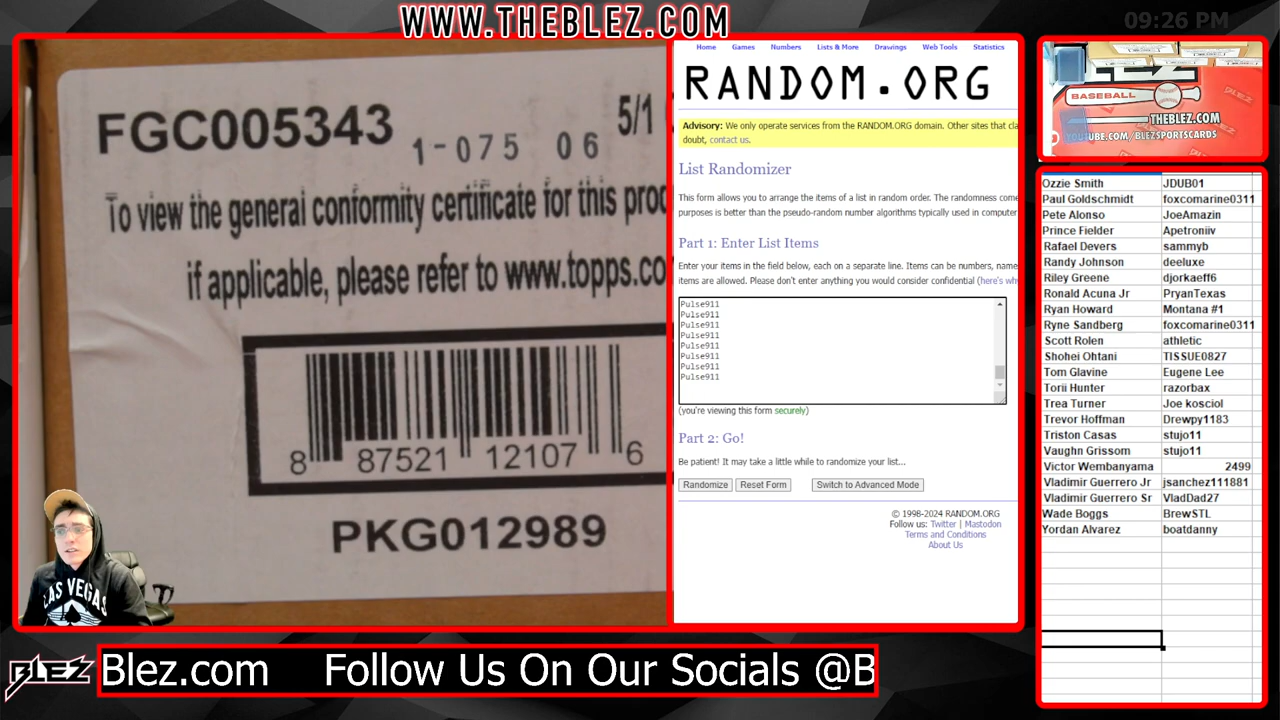 WWW.THEBLEZ.COM
09:26 PM
FGC005343
5/1
1-075 06
To view the general conformity certificate for this prod
if applicable, please refer to www.topps.co
8 87521 12107 6
PKG012989
LAS VEGAS
Home Games Numbers Lists & More Drawings Web Tools Statistics
RANDOM.ORG
Advisory: We only operate services from the RANDOM.ORG domain. Other sites that cla
doubt, contact us.
List Randomizer
This form allows you to arrange the items of a list in random order. The randomness come
purposes is better than the pseudo-random number algorithms typically used in computer
Part 1: Enter List Items
Enter your items in the field below, each on a separate line. Items can be numbers, name
items are allowed. Please don't enter anything you would consider confidential (here's wh
Pulse911
Pulse911
Pulse911
Pulse911
Pulse911
Pulse911
Pulse911
Pulse911
(you're viewing this form securely)
Part 2: Go!
Be patient! It may take a little while to randomize your list...
Randomize Reset Form Switch to Advanced Mode
© 1998-2024 RANDOM.ORG
Follow us: Twitter | Mastodon
Terms and Conditions
About Us
BLEZ
BASEBALL
THEBLEZ.COM
YOUTUBE.COM/BLEZSPORTSCARDS
Ozzie Smith JDUB01
Paul Goldschmidt foxcomarine0311
Pete Alonso JoeAmazin
Prince Fielder Apetroniiv
Rafael Devers sammyb
Randy Johnson deeluxe
Riley Greene djorkaeff6
Ronald Acuna Jr PryanTexas
Ryan Howard Montana #1
Ryne Sandberg foxcomarine0311
Scott Rolen athletic
Shohei Ohtani TISSUE0827
Tom Glavine Eugene Lee
Torii Hunter razorbax
Trea Turner Joe kosciol
Trevor Hoffman Drewpy1183
Triston Casas stujo11
Vaughn Grissom stujo11
Victor Wembanyama 2499
Vladimir Guerrero Jr jsanchez111881
Vladimir Guerrero Sr VladDad27
Wade Boggs BrewSTL
Yordan Alvarez boatdanny
BLEZ
Blez.com Follow Us On Our Socials @B